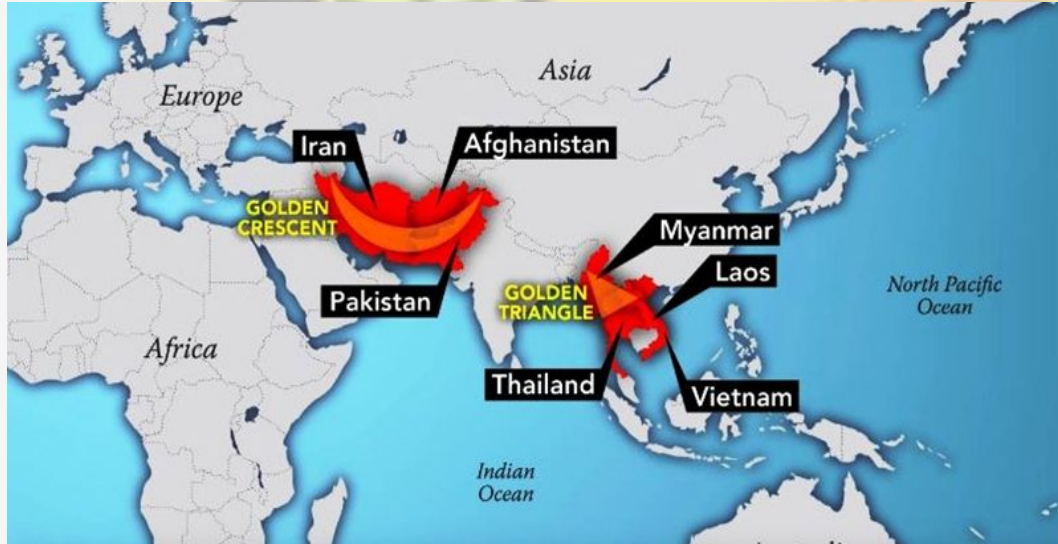 Asia
Europe
Afghanistan
Iran
GOLDEN
CRESCENT
Myanmar
Laos
Pakistan
GOLDEN
TRIANGLE
North Pacific
Ocean
Africa
Thailand
Vietnam
Indian
Ocean